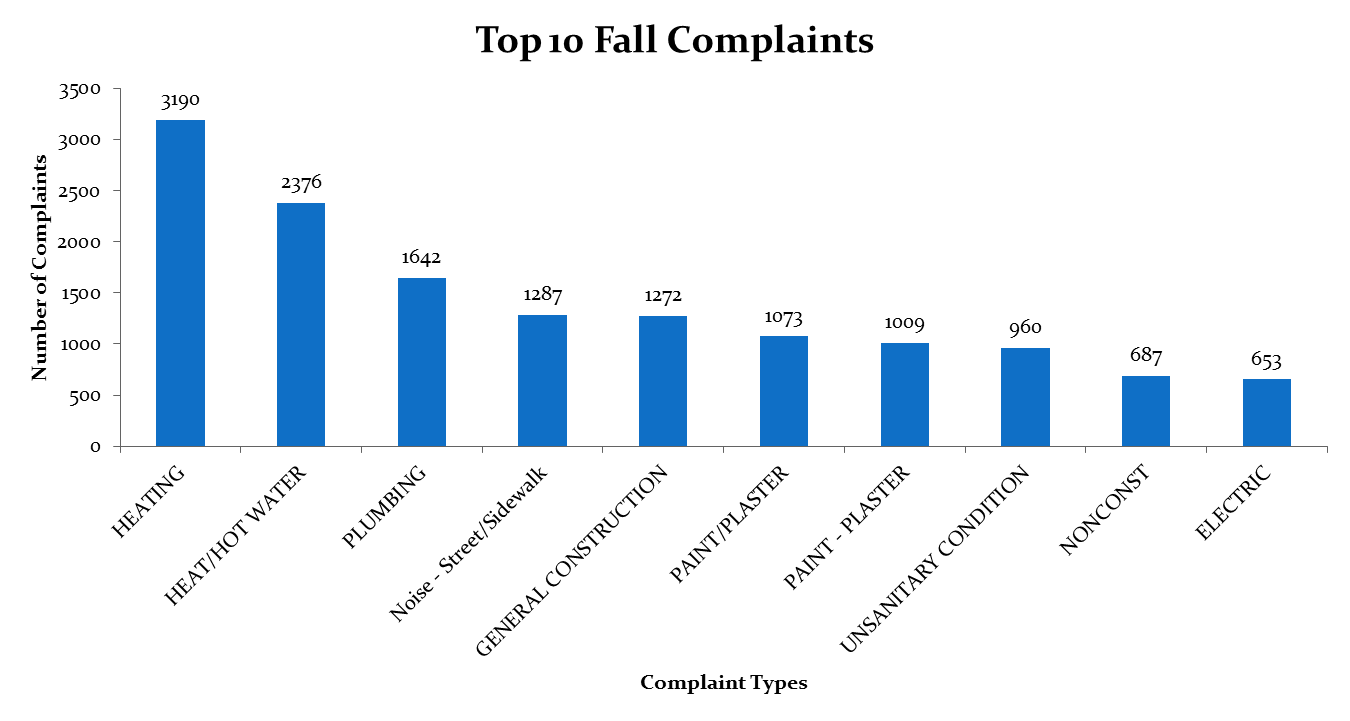 Top 10 Fall Complaints
Number of Complaints
3500
3000
2500
2000
1500
1000
500
0
3190
2376
1642
1287
1272
1073
1009
960
687
653
HEATING
HEAT/HOT WATER
PLUMBING
Noise - Street/Sidewalk
GENERAL CONSTRUCTION
PAINT/PLASTER
PAINT - PLASTER
UNSANITARY CONDITION
NONCONST
ELECTRIC
Complaint Types